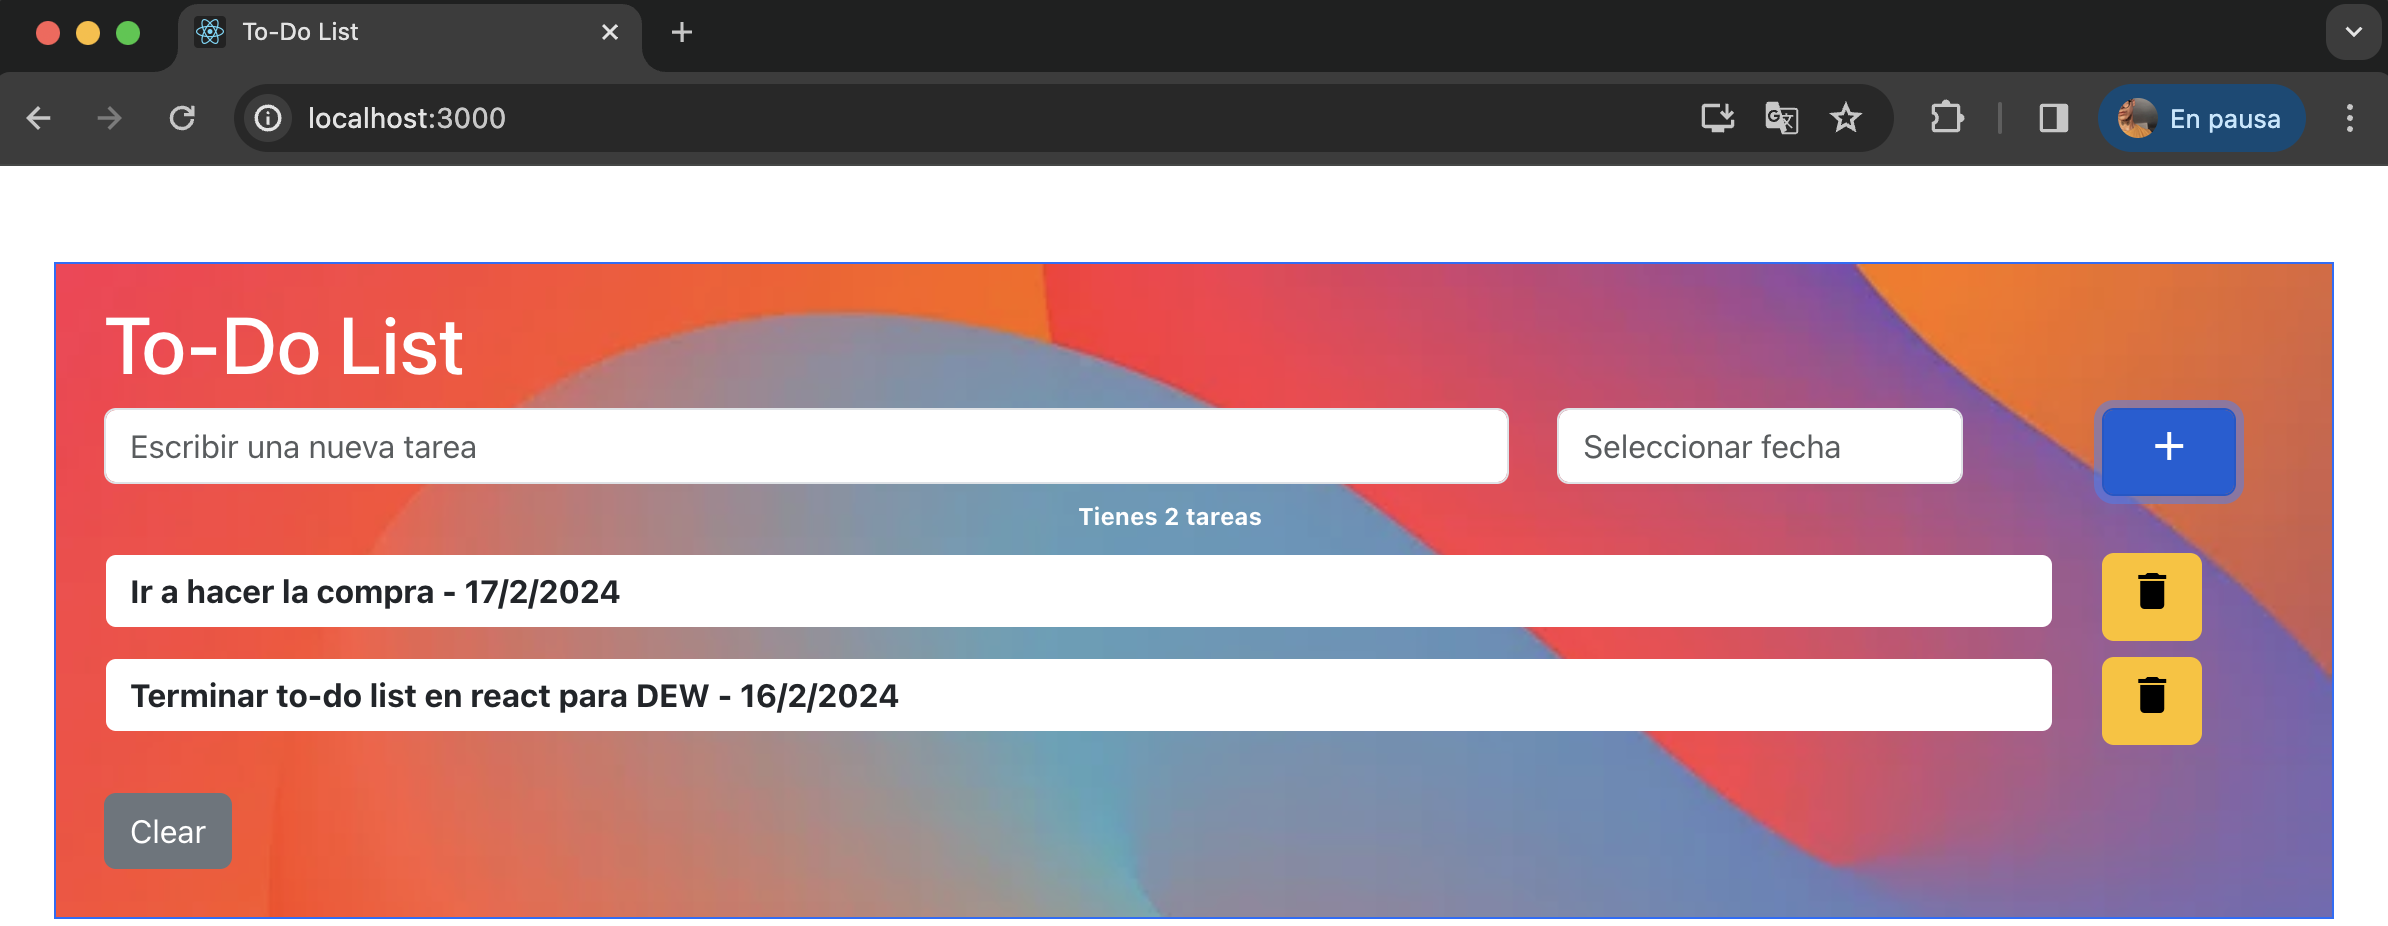 To-Do List
localhost:3000
En pausa
To-Do List
Escribir una nueva tarea
Seleccionar fecha
+
Tienes 2 tareas
Ir a hacer la compra - 17/2/2024
Terminar to-do list en react para DEW - 16/2/2024
Clear